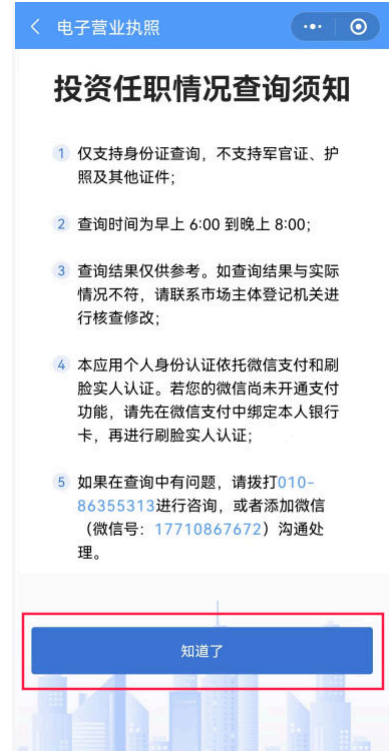 电子营业执照
投资任职情况查询须知
1 仅支持身份证查询，不支持军官证、护
照及其他证件；
2 查询时间为早上 6:00 到晚上 8:00；
3 查询结果仅供参考。如查询结果与实际
情况不符，请联系市场主体登记机关进
行核查修改；
4 本应用个人身份认证依托微信支付和刷
脸实人认证。若您的微信尚未开通支付
功能，请先在微信支付中绑定本人银行
卡，再进行刷脸实人认证；
5 如果在查询中有问题，请拨打010-
86355313进行咨询，或者添加微信
（微信号：17710867672）沟通处
理。
知道了